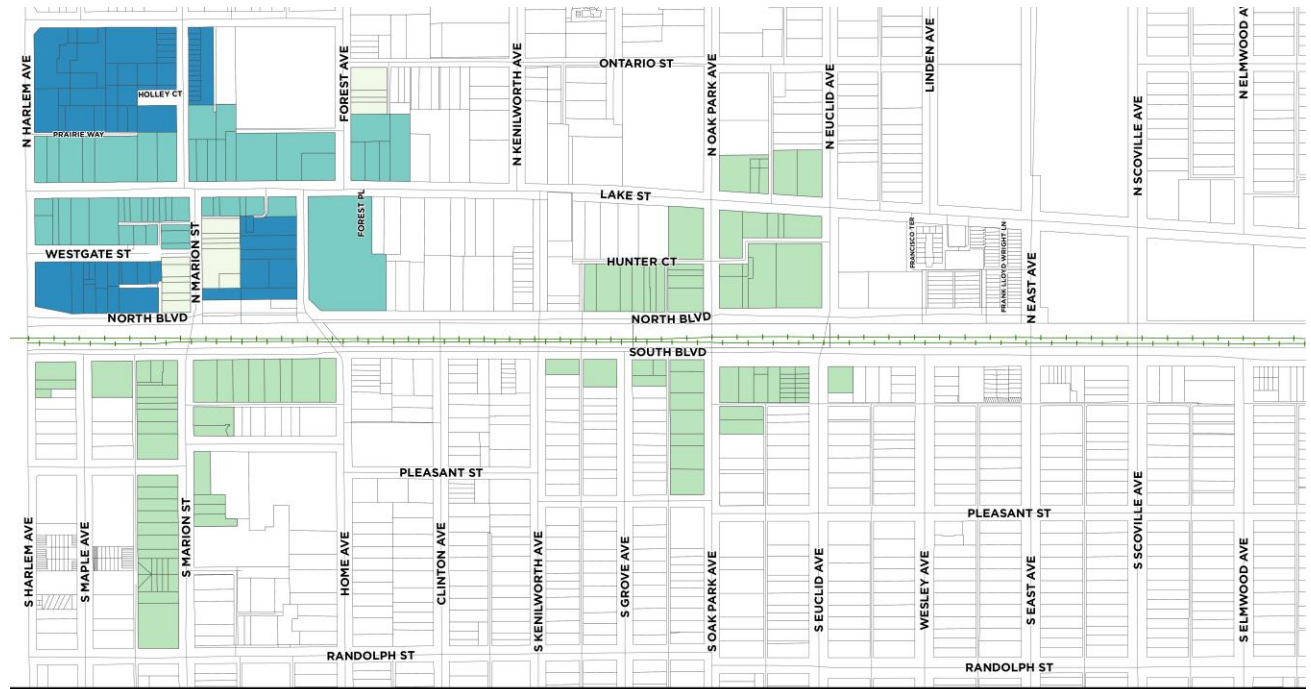 ONTARIO ST
HOLLEY CT
PRAIRIE WAY
N HARLEM AVE
FOREST AVE
N KENILWORTH AVE
N OAK PARK AVE
N EUCLID AVE
LINDEN AVE
N SCOVILLE AVE
N ELMWOOD A
LAKE ST
FOREST PL
N MARION ST
WESTGATE ST
HUNTER CT
FRANCISCO TER
FRANK LLOYD WRIGHT LN
N EAST AVE
NORTH BLVD
NORTH BLVD
SOUTH BLVD
PLEASANT ST
PLEASANT ST
S HARLEM AVE
S MAPLE AVE
S MARION ST
HOME AVE
CLINTON AVE
S KENILWORTH AVE
S GROVE AVE
S OAK PARK AVE
S EUCLID AVE
WESLEY AVE
S EAST AVE
S SCOVILLE AVE
S ELMWOOD AVE
RANDOLPH ST
RANDOLPH ST